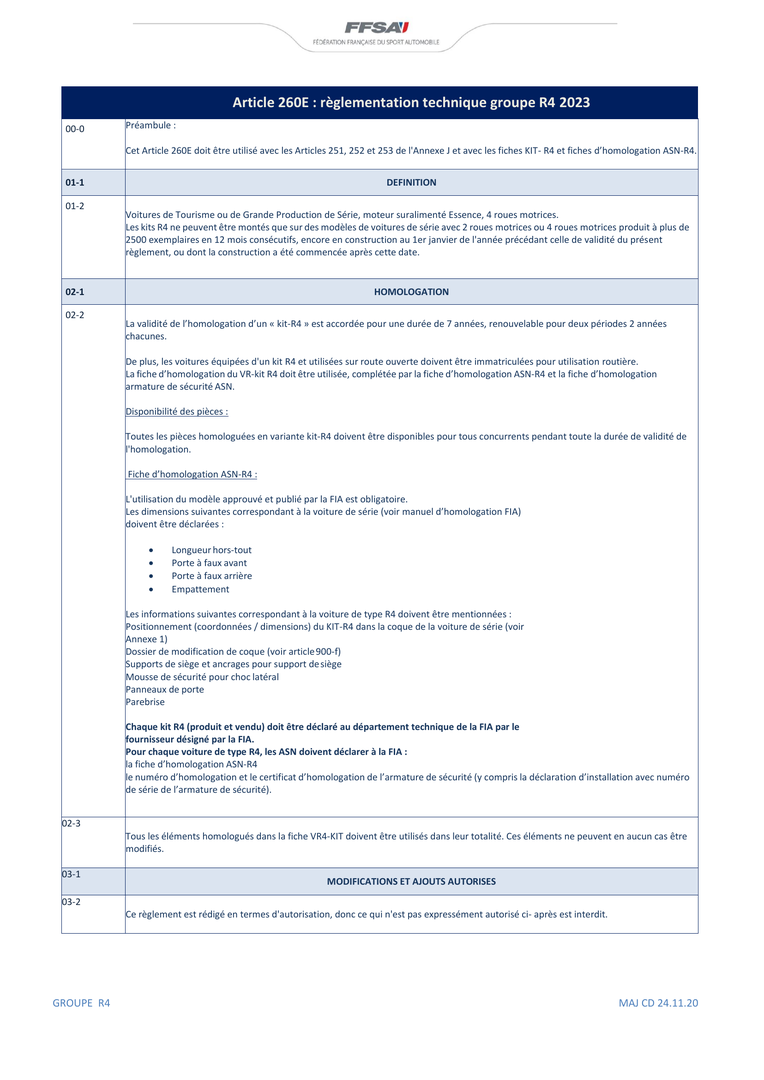 FFSA
FÉDÉRATION FRANÇAISE DU SPORT AUTOMOBILE
Article 260E : règlementation technique groupe R4 2023
00-0
Préambule :
Cet Article 260E doit être utilisé avec les Articles 251, 252 et 253 de l'Annexe J et avec les fiches KIT- R4 et fiches d'homologation ASN-R4.
01-1
DEFINITION
01-2
Voitures de Tourisme ou de Grande Production de Série, moteur suralimenté Essence, 4 roues motrices.
Les kits R4 ne peuvent être montés que sur des modèles de voitures de série avec 2 roues motrices ou 4 roues motrices produit à plus de
2500 exemplaires en 12 mois consécutifs, encore en construction au 1er janvier de l'année précédant celle de validité du présent
règlement, ou dont la construction a été commencée après cette date.
02-1
HOMOLOGATION
02-2
La validité de l'homologation d'un « kit-R4 » est accordée pour une durée de 7 années, renouvelable pour deux périodes 2 années
chacunes.
De plus, les voitures équipées d'un kit R4 et utilisées sur route ouverte doivent être immatriculées pour utilisation routière.
La fiche d'homologation du VR-kit R4 doit être utilisée, complétée par la fiche d'homologation ASN-R4 et la fiche d'homologation
armature de sécurité ASN.
Disponibilité des pièces :
Toutes les pièces homologuées en variante kit-R4 doivent être disponibles pour tous concurrents pendant toute la durée de validité de
l'homologation.
Fiche d'homologation ASN-R4 :
L'utilisation du modèle approuvé et publié par la FIA est obligatoire.
Les dimensions suivantes correspondant à la voiture de série (voir manuel d'homologation FIA)
doivent être déclarées :
• Longueur hors-tout
• Porte à faux avant
• Porte à faux arrière
• Empattement
Les informations suivantes correspondant à la voiture de type R4 doivent être mentionnées :
Positionnement (coordonnées / dimensions) du KIT-R4 dans la coque de la voiture de série (voir
Annexe 1)
Dossier de modification de coque (voir article 900-f)
Supports de siège et ancrages pour support de siège
Mousse de sécurité pour choc latéral
Panneaux de porte
Parebrise
Chaque kit R4 (produit et vendu) doit être déclaré au département technique de la FIA par le
fournisseur désigné par la FIA.
Pour chaque voiture de type R4, les ASN doivent déclarer à la FIA :
la fiche d'homologation ASN-R4
le numéro d'homologation et le certificat d'homologation de l'armature de sécurité (y compris la déclaration d'installation avec numéro
de série de l'armature de sécurité).
02-3
Tous les éléments homologués dans la fiche VR4-KIT doivent être utilisés dans leur totalité. Ces éléments ne peuvent en aucun cas être
modifiés.
03-1
MODIFICATIONS ET AJOUTS AUTORISES
03-2
Ce règlement est rédigé en termes d'autorisation, donc ce qui n'est pas expressément autorisé ci- après est interdit.
GROUPE R4
MAJ CD 24.11.20